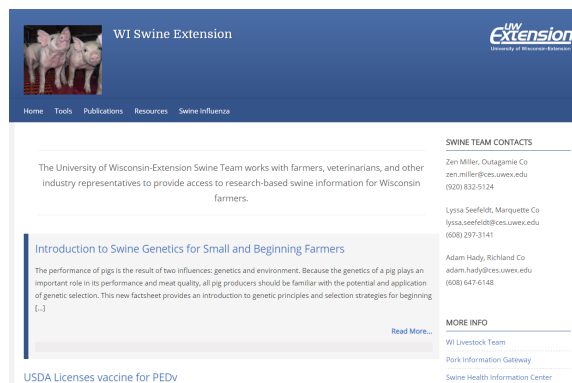 WI Swine Extension
UW
Extension
University of Wisconsin-Extension
Home Tools Publications Resources Swine Influenza
The University of Wisconsin-Extension Swine Team works with farmers, veterinarians, and other
industry representatives to provide access to research-based swine information for Wisconsin
farmers.
Introduction to Swine Genetics for Small and Beginning Farmers
The performance of pigs is the result of two influences: genetics and environment. Because the genetics of a pig plays an
important role in its performance and meat quality, all pig producers should be familiar with the potential and application
of genetic selection. This new factsheet provides an introduction to genetic principles and selection strategies for beginning
[...]
Read More...
USDA Licenses vaccine for PEDv
SWINE TEAM CONTACTS
Zen Miller, Outagamie Co
zen.miller@ces.uwex.edu
(920) 832-5124
Lyssa Seefeldt, Marquette Co
lyssa.seefeldt@ces.uwex.edu
(608) 297-3141
Adam Hady, Richland Co
adam.hady@ces.uwex.edu
(608) 647-6148
MORE INFO
WI Livestock Team
Pork Information Gateway
Swine Health Information Center